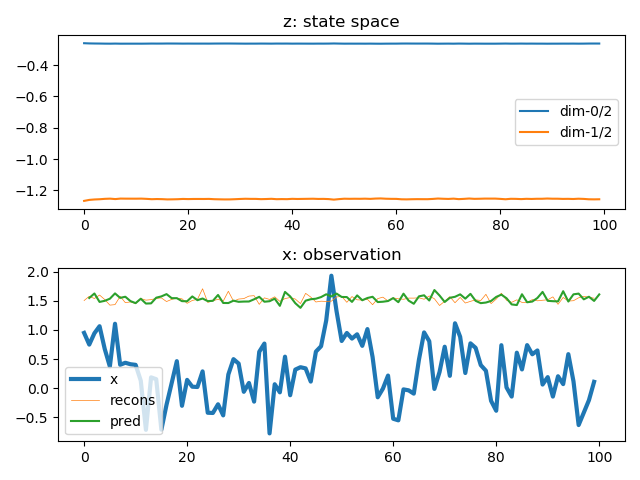 z: state space
−0.4
−0.6
−0.8
−1.0
−1.2
dim-0/2
dim-1/2
0 20 40 60 80 100
x: observation
2.0
1.5
1.0
0.5
0.0
−0.5
x
recons
pred
0 20 40 60 80 100